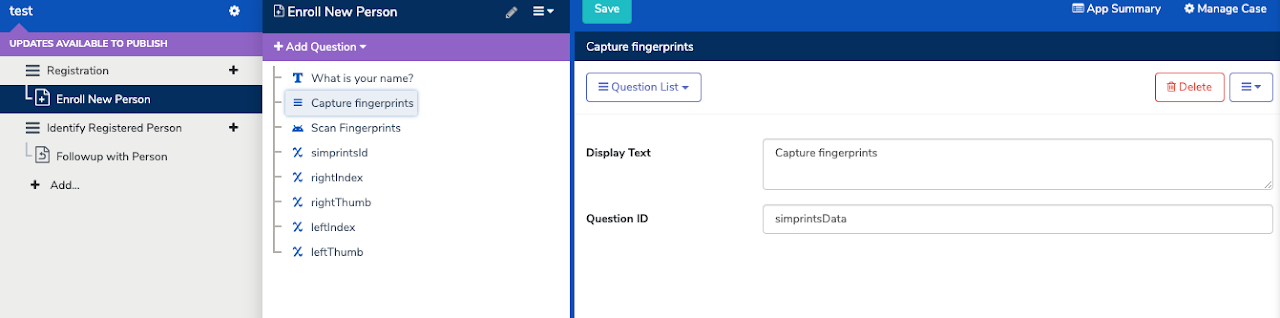 test
UPDATES AVAILABLE TO PUBLISH
Registration
Enroll New Person
Identify Registered Person
Followup with Person
Add...
Enroll New Person
Add Question
What is your name?
Capture fingerprints
Scan Fingerprints
simprintsId
rightIndex
rightThumb
leftIndex
leftThumb
Save
App Summary
Manage Case
Capture fingerprints
Question List
Delete
Display Text
Capture fingerprints
Question ID
simprintsData